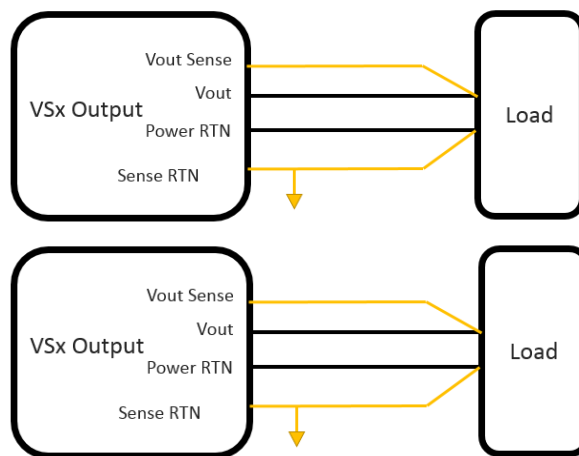 Vout Sense
Vout
VSx Output
Power RTN
Sense RTN
Load
Vout Sense
Vout
VSx Output
Power RTN
Sense RTN
Load